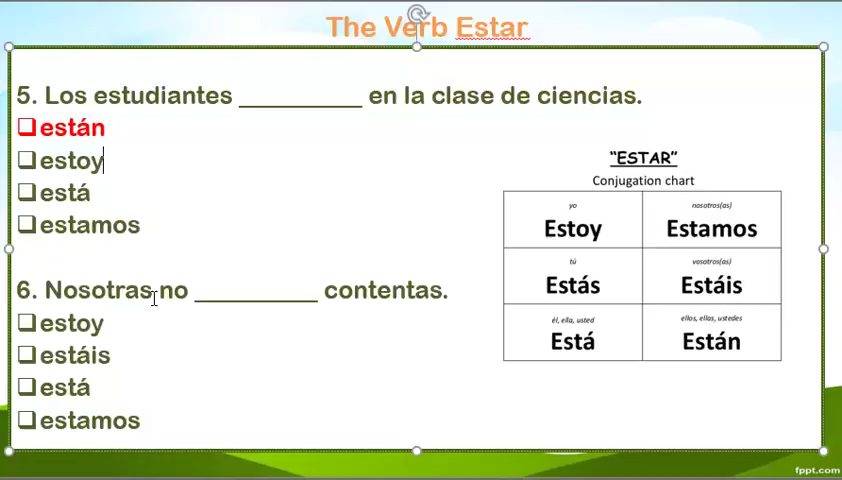 The Verb Estar
5. Los estudiantes __________ en la clase de ciencias.
están
estoy
está
estamos
6. Nosotras no __________ contentas.
estoy
estáis
está
estamos
“ESTAR”
Conjugation chart
yo
Estoy
nosotros(as)
Estamos
tú
Estás
vosotros(as)
Estáis
él, ella, usted
Está
ellos, ellas, ustedes
Están
fppt.com